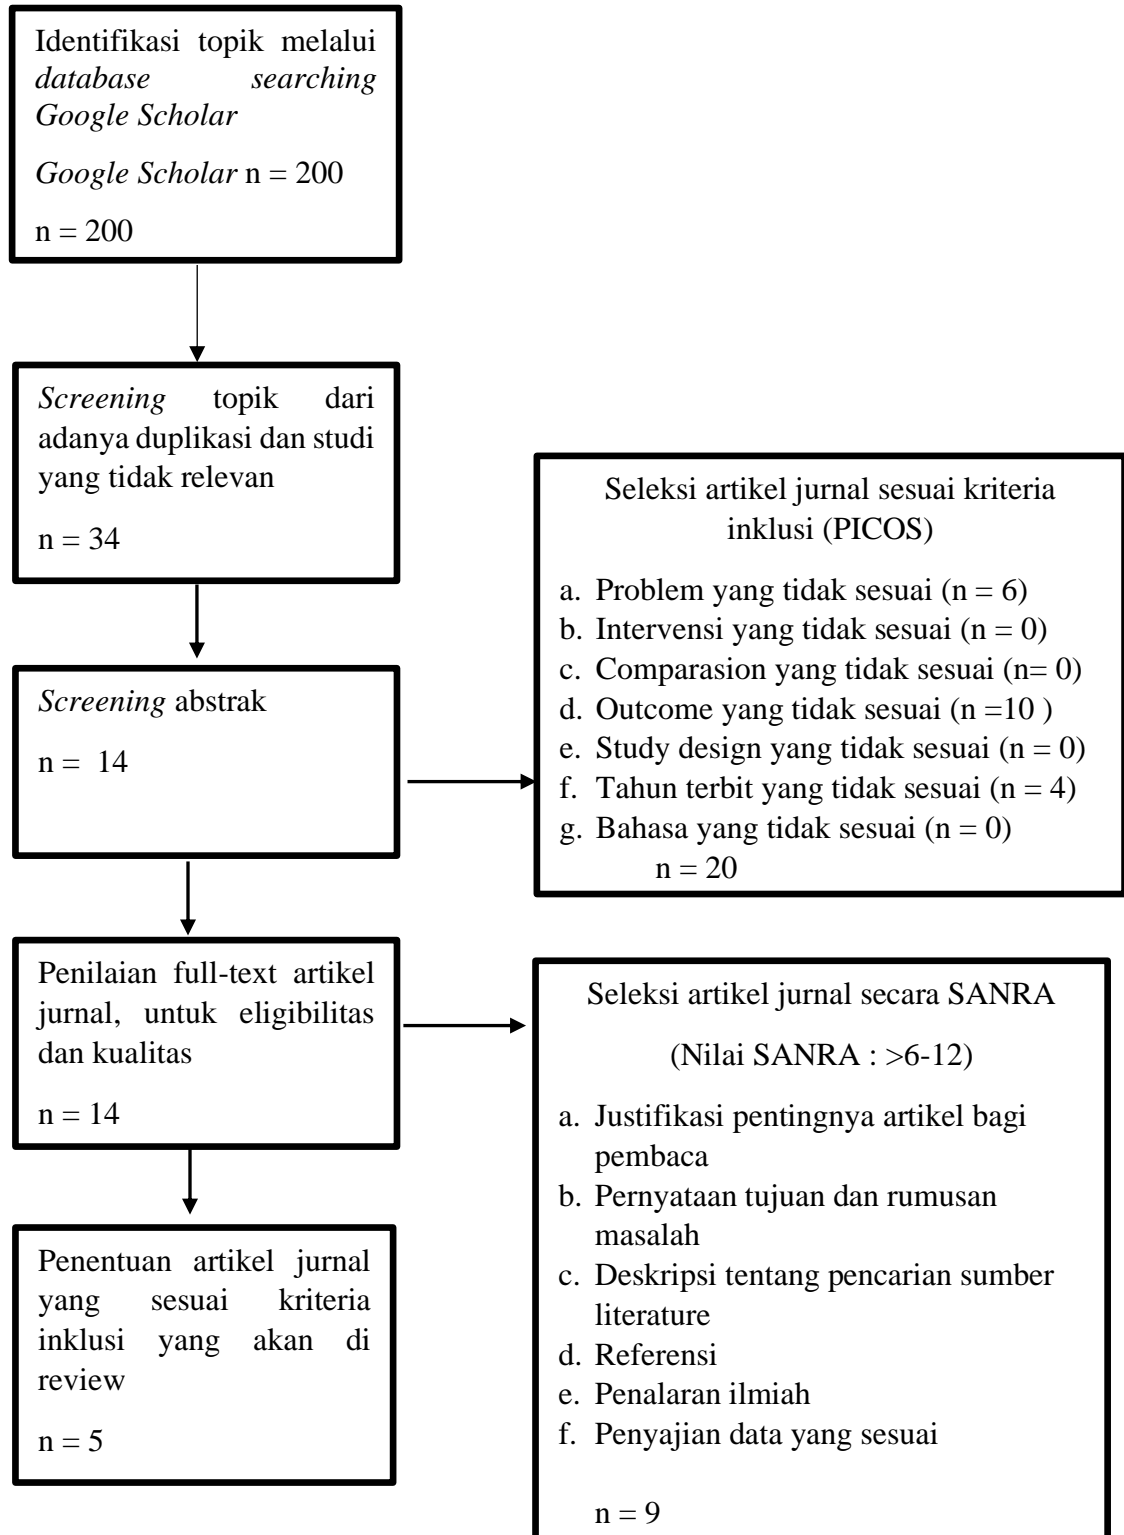 Identifikasi topik melalui
database searching
Google Scholar
Google Scholar n = 200
n = 200
Screening topik dari
adanya duplikasi dan studi
yang tidak relevan
n = 34
Screening abstrak
n = 14
Seleksi artikel jurnal sesuai kriteria
inklusi (PICOS)
a. Problem yang tidak sesuai (n = 6)
b. Intervensi yang tidak sesuai (n = 0)
c. Comparasion yang tidak sesuai (n= 0)
d. Outcome yang tidak sesuai (n =10 )
e. Study design yang tidak sesuai (n = 0)
f. Tahun terbit yang tidak sesuai (n = 4)
g. Bahasa yang tidak sesuai (n = 0)
n = 20
Penilaian full-text artikel
jurnal, untuk eligibilitas
dan kualitas
n = 14
Seleksi artikel jurnal secara SANRA
(Nilai SANRA : >6-12)
a. Justifikasi pentingnya artikel bagi
pembaca
b. Pernyataan tujuan dan rumusan
masalah
c. Deskripsi tentang pencarian sumber
literature
d. Referensi
e. Penalaran ilmiah
f. Penyajian data yang sesuai
n = 9
Penentuan artikel jurnal
yang sesuai kriteria
inklusi yang akan di
review
n = 5